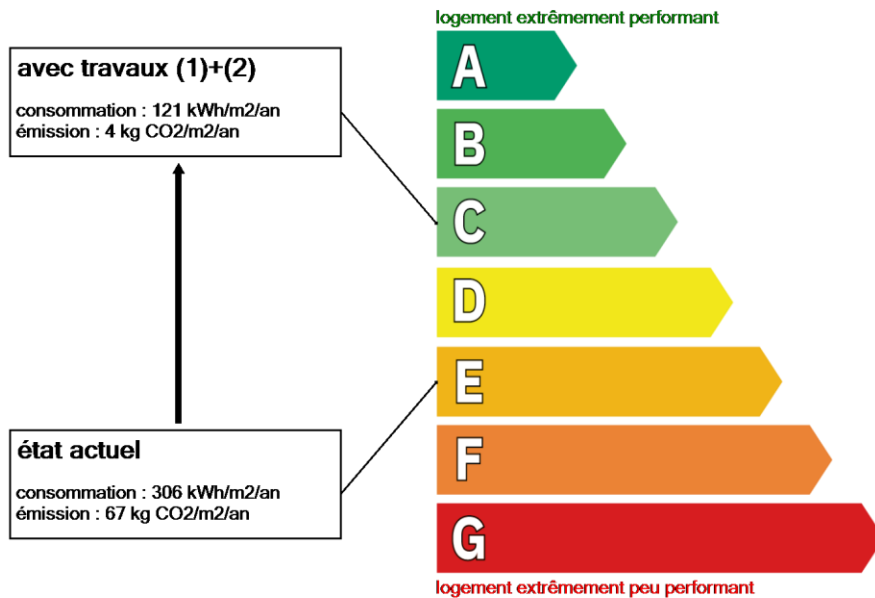 logement extrêmement performant
avec travaux (1)+(2)
consommation : 121 kWh/m2/an
émission : 4 kg CO2/m2/an
A
B
C
D
E
F
G
état actuel
consommation : 306 kWh/m2/an
émission : 67 kg CO2/m2/an
logement extrêmement peu performant